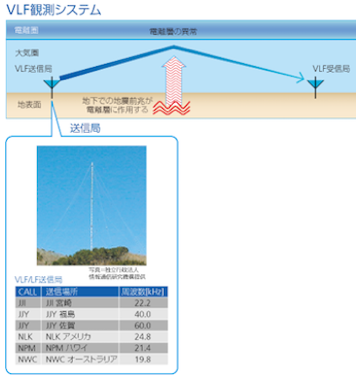 VLF観測システム
電離圏
電離層の異常
大気圏
VLF送信局
VLF受信局
地表面
地下での地震前兆が
電離層に作用する
送信局
写真=独立行政法人
情報通信研究機構提供
VLF/LF送信局
CALL 送信場所 周波数[kHz]
JJI JJI 宮崎 22.2
JJY JJY 福島 40.0
JJY JJY 佐賀 60.0
NLK NLK アメリカ 24.8
NPM NPM ハワイ 21.4
NWC NWC オーストラリア 19.8